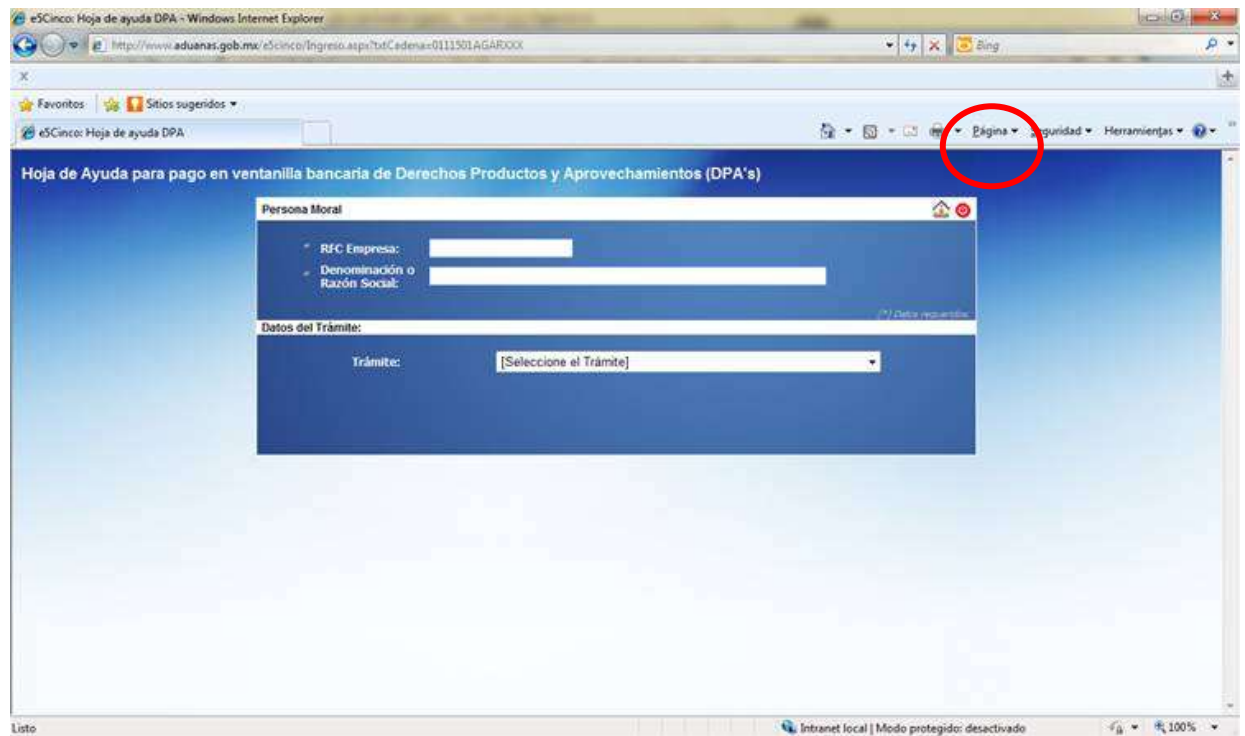 e5Cinco: Hoja de ayuda DPA - Windows Internet Explorer
http://www.aduanas.gob.mx/e5cinco/Ingreso.aspx?txtCadena=0111501AGARXXX
Bing
X
Favoritos Sitios sugeridos
e5Cinco: Hoja de ayuda DPA
Página Seguridad Herramientas
Hoja de Ayuda para pago en ventanilla bancaria de Derechos Productos y Aprovechamientos (DPA's)
Persona Moral
* RFC Empresa:
* Denominación o
Razón Social:
(*) Datos requeridos
Datos del Trámite:
Trámite: [Seleccione el Trámite]
Listo
Intranet local | Modo protegido: desactivado
100%